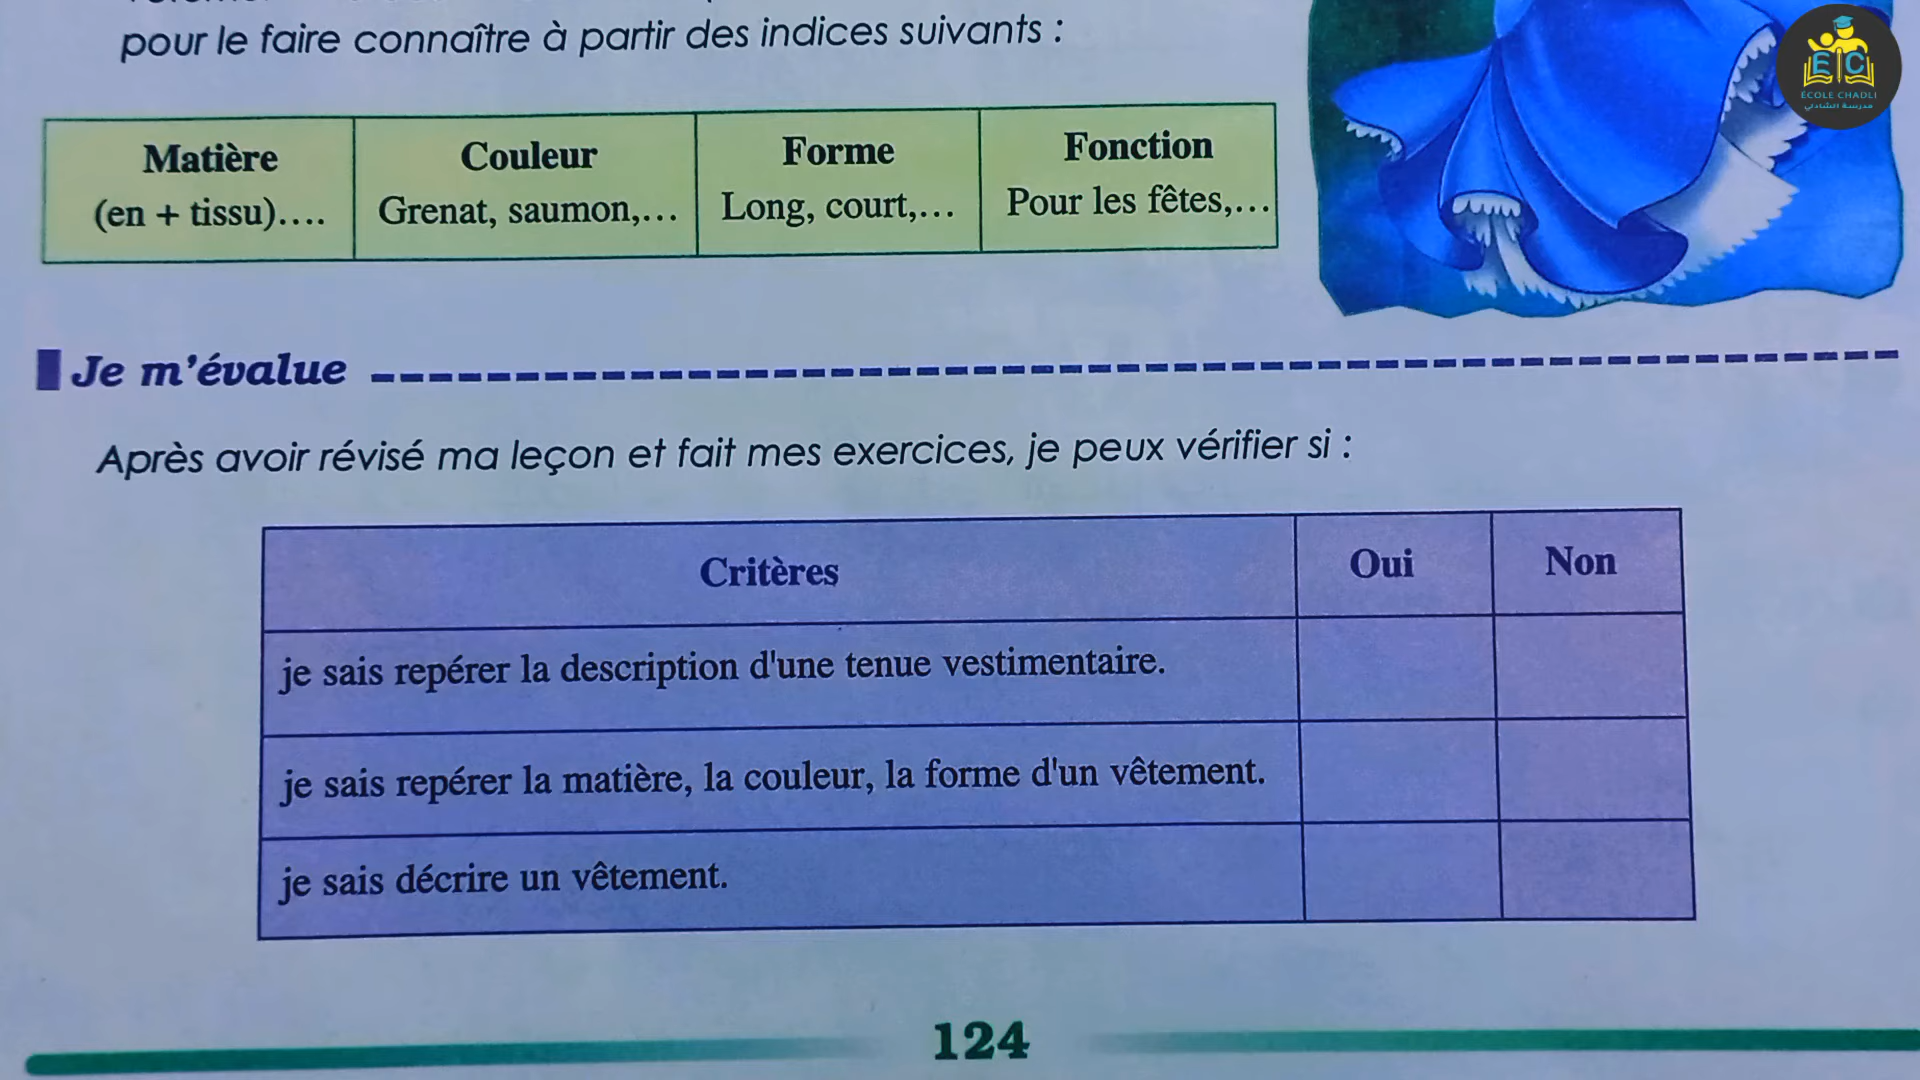 pour le faire connaître à partir des indices suivants :
Matière
(en + tissu)....
Couleur
Grenat, saumon,...
Forme
Long, court,...
Fonction
Pour les fêtes,...
E C
ÉCOLE CHADLI
مدرسة الشاذلي
Je m'évalue
Après avoir révisé ma leçon et fait mes exercices, je peux vérifier si :
Critères
Oui
Non
je sais repérer la description d'une tenue vestimentaire.
je sais repérer la matière, la couleur, la forme d'un vêtement.
je sais décrire un vêtement.
124